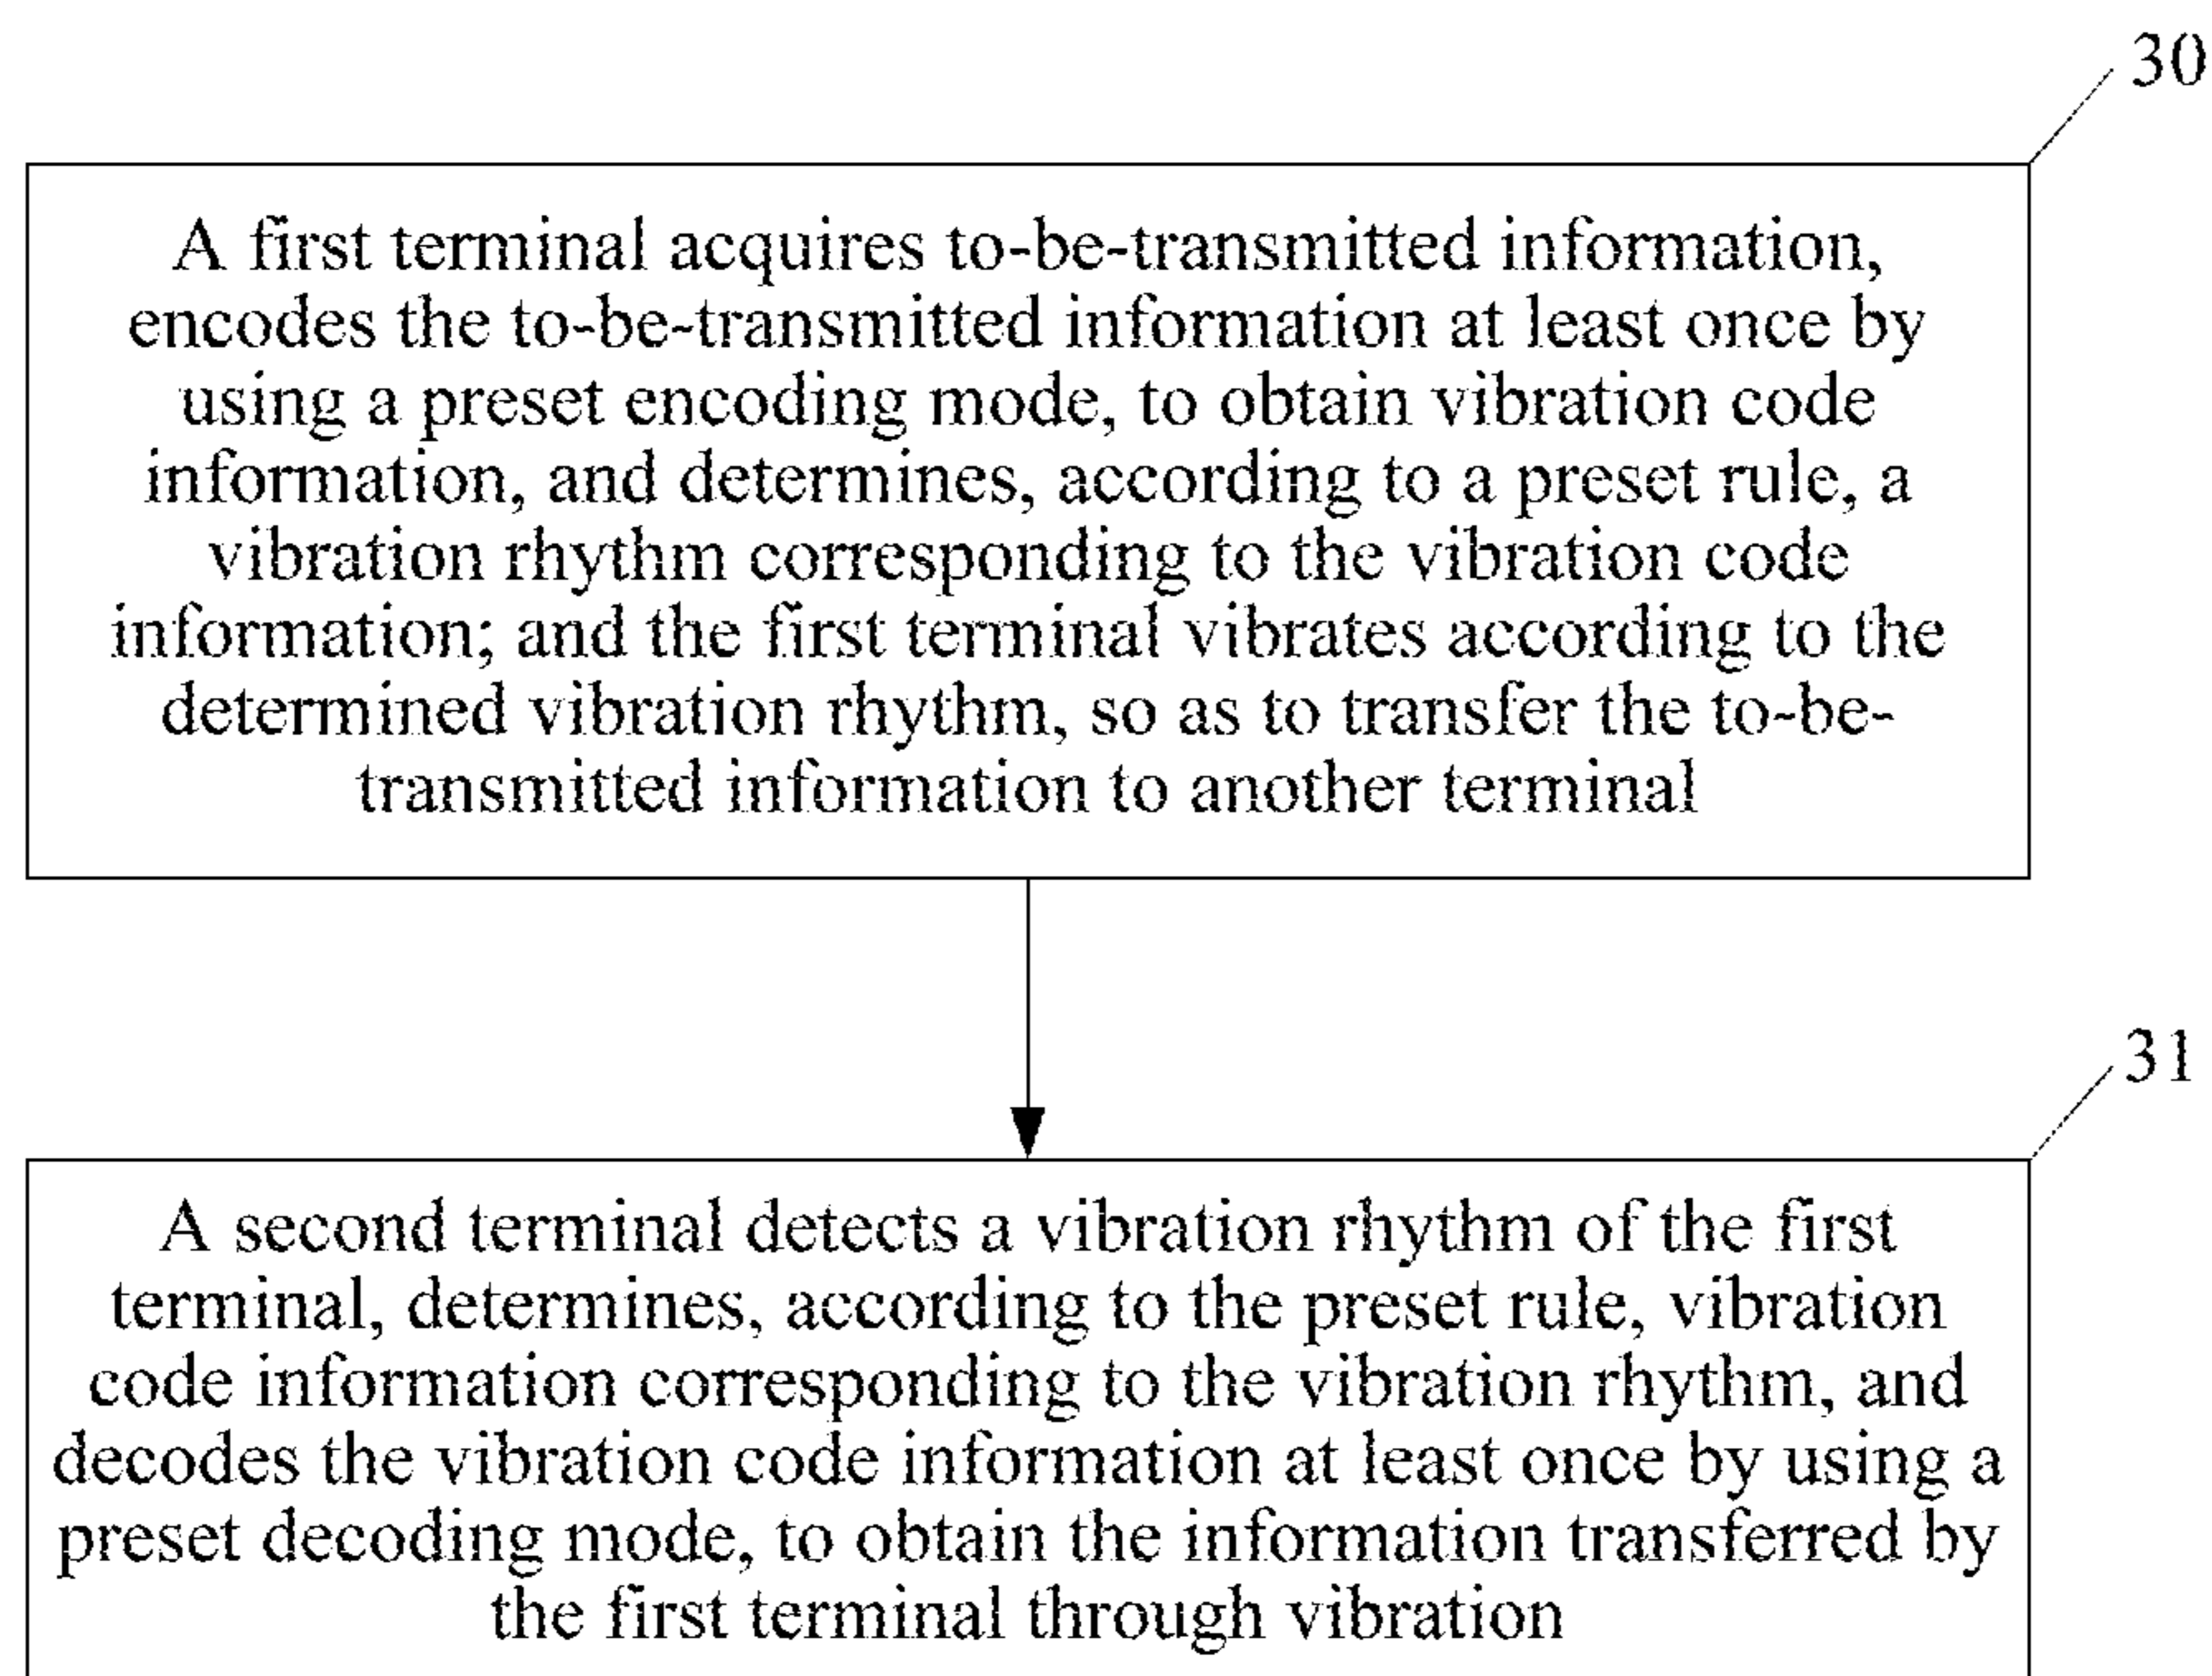 30
A first terminal acquires to-be-transmitted information,
encodes the to-be-transmitted information at least once by
using a preset encoding mode, to obtain vibration code
information, and determines, according to a preset rule, a
vibration rhythm corresponding to the vibration code
information; and the first terminal vibrates according to the
determined vibration rhythm, so as to transfer the to-be-
transmitted information to another terminal
31
A second terminal detects a vibration rhythm of the first
terminal, determines, according to the preset rule, vibration
code information corresponding to the vibration rhythm, and
decodes the vibration code information at least once by using a
preset decoding mode, to obtain the information transferred by
the first terminal through vibration